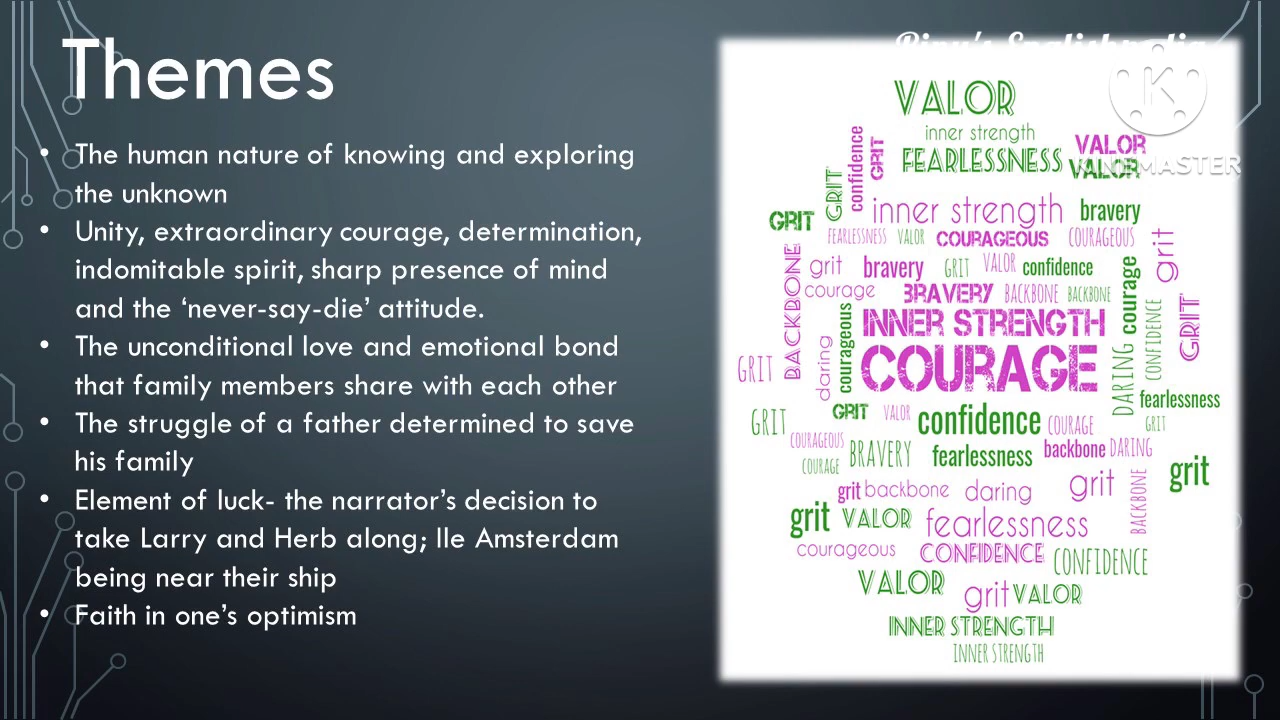 Themes
• The human nature of knowing and exploring
the unknown
• Unity, extraordinary courage, determination,
indomitable spirit, sharp presence of mind
and the ‘never-say-die’ attitude.
• The unconditional love and emotional bond
that family members share with each other
• The struggle of a father determined to save
his family
• Element of luck- the narrator’s decision to
take Larry and Herb along; Ile Amsterdam
being near their ship
• Faith in one’s optimism
VALOR
inner strength
confidence
GRIT
FEARLESSNESS
VALOR
VALOR
K
KINEMASTER
GRIT
GRIT
inner strength
bravery
FEARLESSNESS VALOR COURAGEOUS COURAGEOUS
grit
BACKBONE
grit bravery GRIT VALOR confidence
courage
courage BRAVERY BACKBONE BACKBONE
GRIT
courageous
INNER STRENGTH
CONFIDENCE
daring
GRIT
COURAGE
DARING
fearlessness
GRIT
GRIT VALOR confidence COURAGE
GRIT
COURAGEOUS
COURAGE
BRAVERY fearlessness backbone DARING
grit backbone daring grit
BACKBONE
grit
grit VALOR fearlessness
courageous CONFIDENCE CONFIDENCE
VALOR
grit VALOR
INNER STRENGTH
INNER STRENGTH